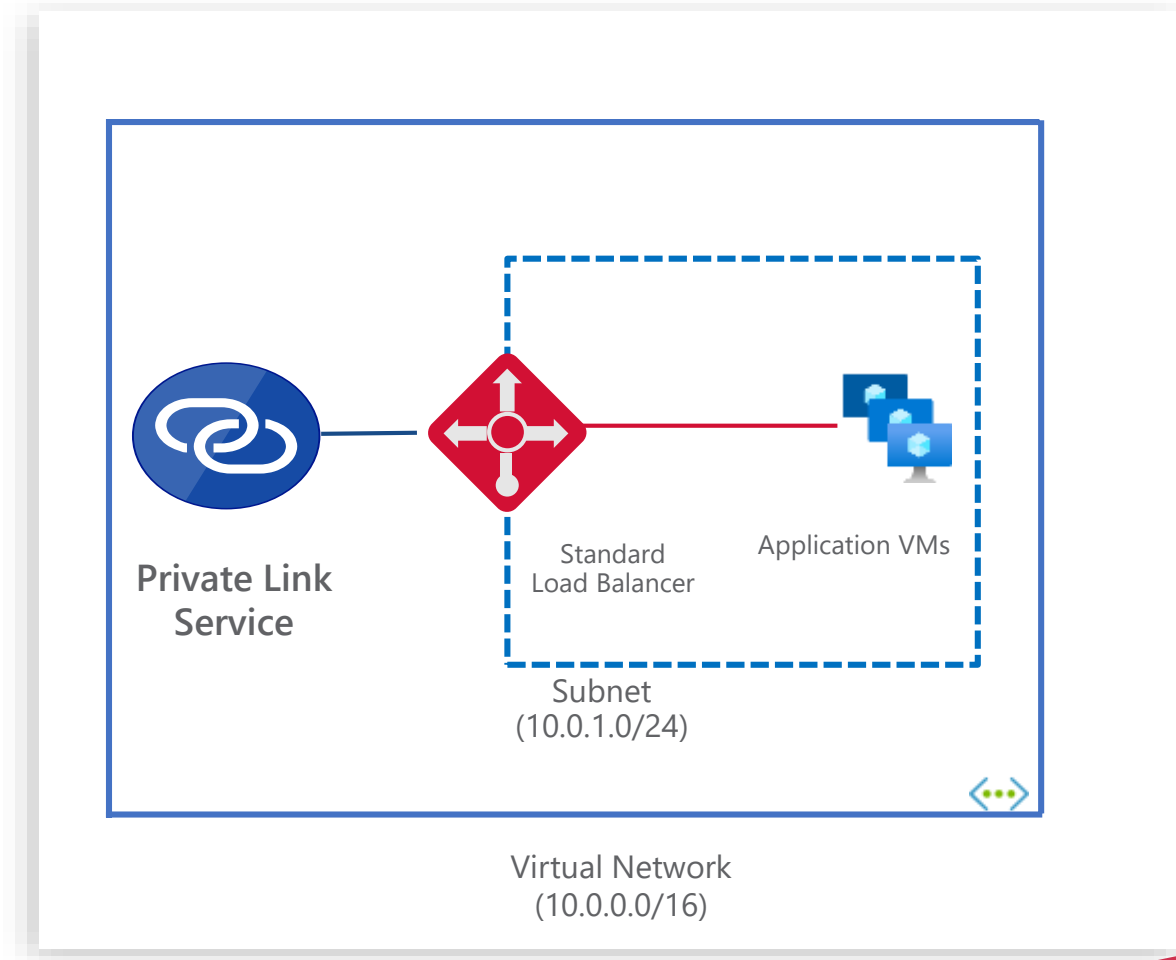 Private Link
Service
Standard
Load Balancer
Application VMs
Subnet
(10.0.1.0/24)
Virtual Network
(10.0.0.0/16)